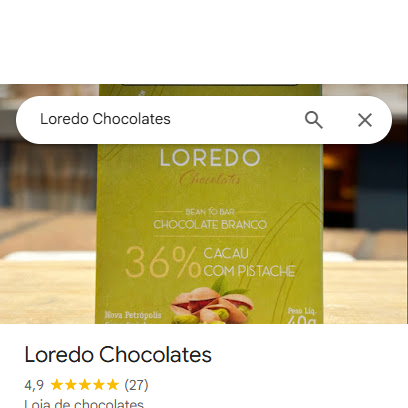 Loredo Chocolates
LOREDO
Chocolates
BEAN TO BAR
CHOCOLATE BRANCO
36% CACAU
COM PISTACHE
Nova Petrópolis
Peso Líq.
40g
Loredo Chocolates
4,9 (27)
Loja de chocolates